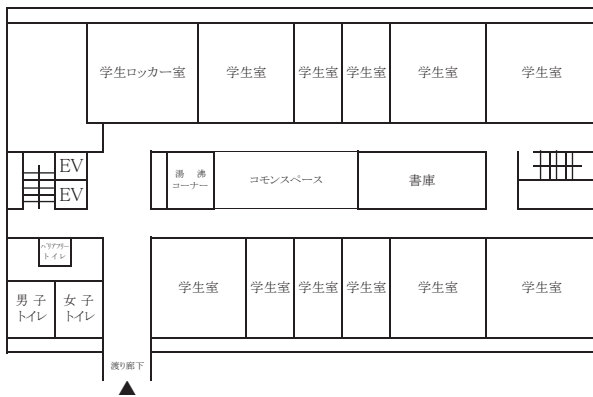 学生ロッカー室
学生室
学生室
学生室
学生室
学生室
EV
EV
湯沸
コーナー
コモンスペース
書庫
バリアフリー
トイレ
男子
トイレ
女子
トイレ
学生室
学生室
学生室
学生室
学生室
学生室
渡り廊下